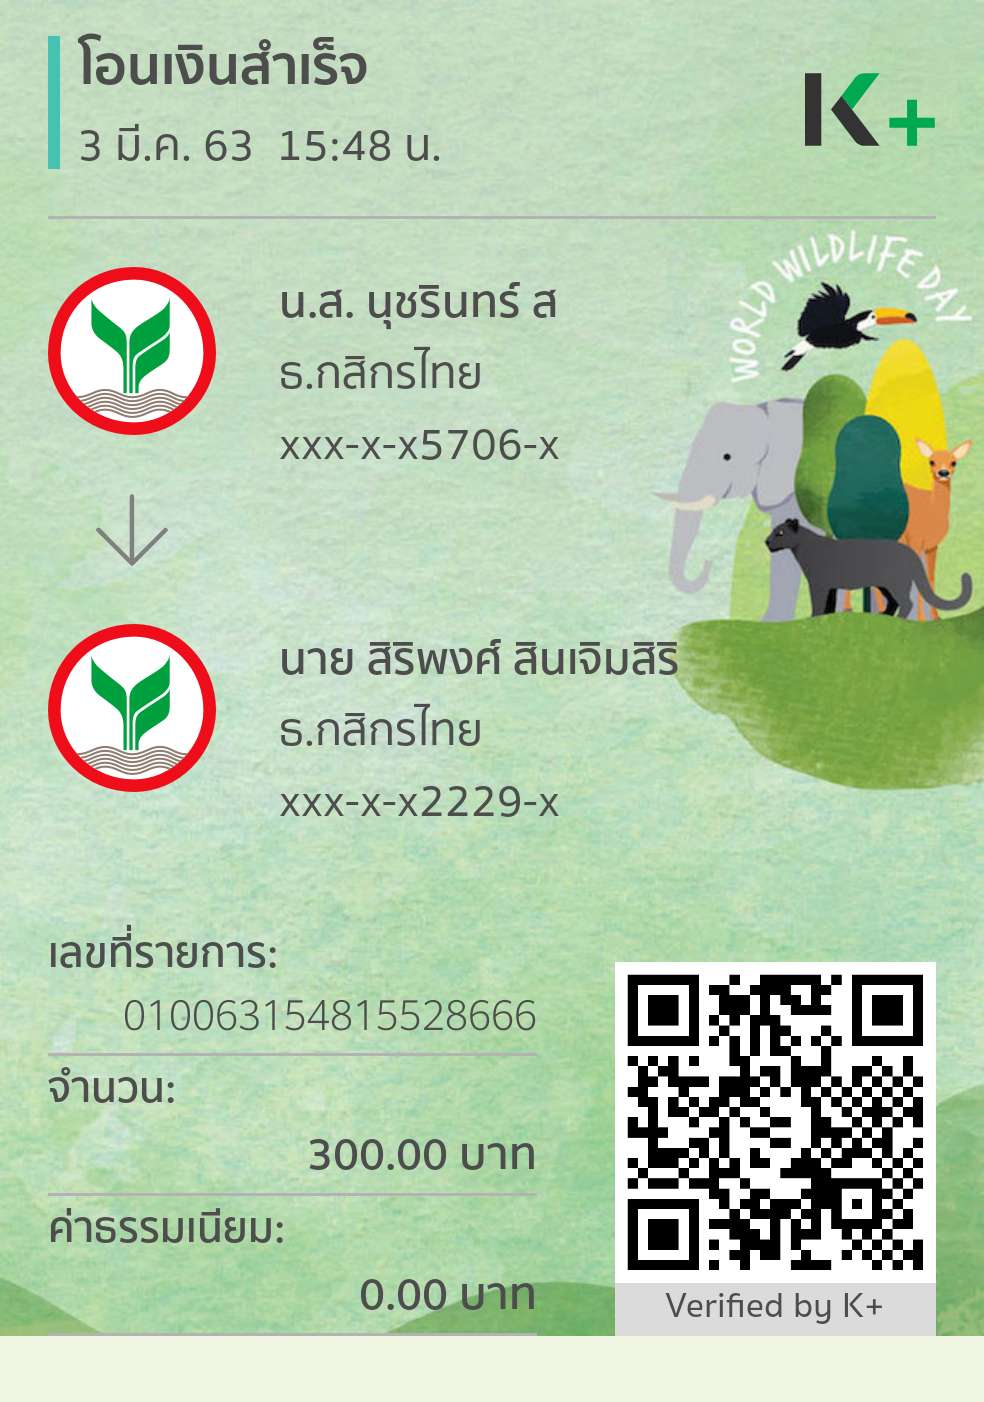 โอนเงินสำเร็จ
3 มี.ค. 63 15:48 น.
K+
WORLD WILDLIFE DAY
น.ส. นุชรินทร์ ส
ธ.กสิกรไทย
xxx-x-x5706-x
นาย สิริพงศ์ สินเจิมสิริ
ธ.กสิกรไทย
xxx-x-x2229-x
เลขที่รายการ:
010063154815528666
จำนวน:
300.00 บาท
ค่าธรรมเนียม:
0.00 บาท
Verified by K+